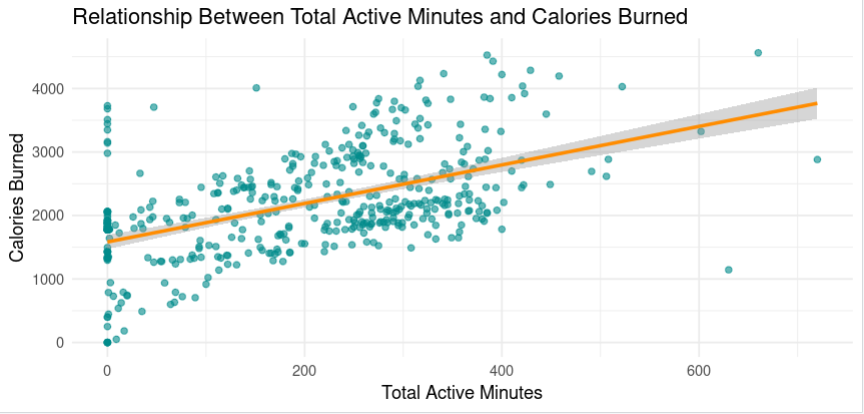 Relationship Between Total Active Minutes and Calories Burned
Calories Burned
4000
3000
2000
1000
0
0 200 400 600
Total Active Minutes